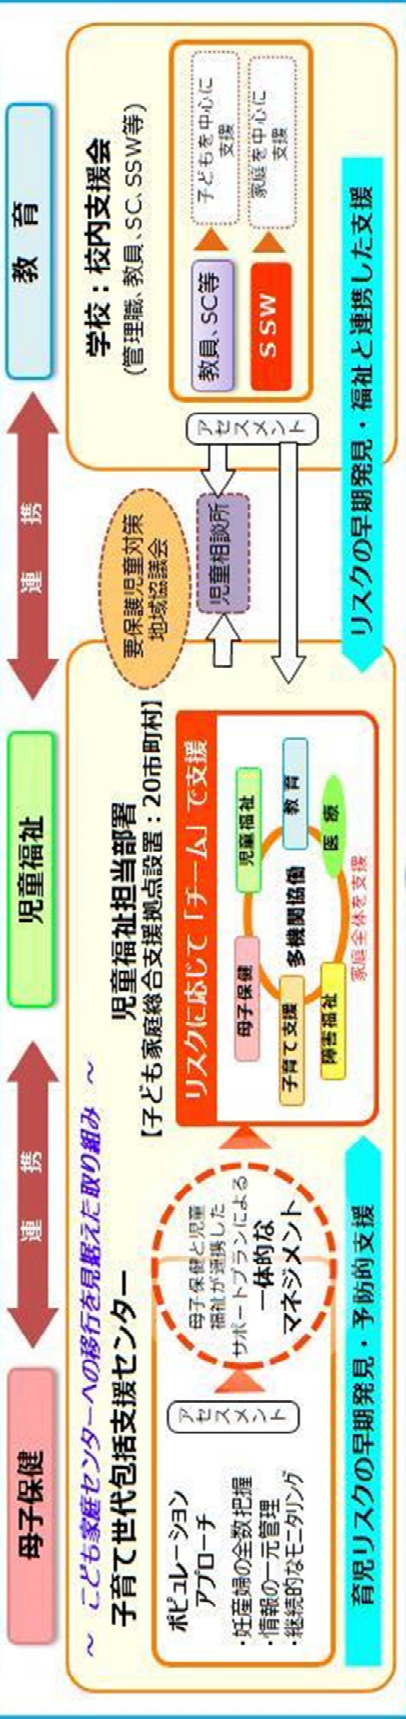 母子保健
連 携
児童福祉
連 携
教 育
～ こども家庭センターへの移行を見据えた取り組み ～
子育て世代包括支援センター
ポピュレーション
アプローチ
・妊産婦の全数把握
・情報の一元管理
・継続的なモニタリング
アセスメント
母子保健と児童
福祉が連携した
サポートプランによる
一体的な
マネジメント
育児リスクの早期発見・予防的支援
児童福祉担当部署
【子ども家庭総合支援拠点設置：20市町村】
リスクに応じて「チーム」で支援
母子保健
児童福祉
子育て支援
多機関協働
教育
障害福祉
医療
家庭全体を支援
要保護児童対策
地域協議会
児童相談所
アセスメント
学校：校内支援会
(管理職、教員、SC、SSW等)
教員、SC等
子どもを中心に
支援
SSW
家庭を中心に
支援
リスクの早期発見・福祉と連携した支援